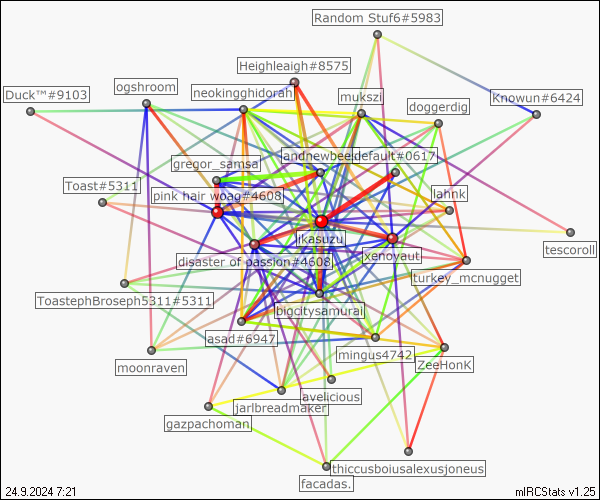 Random Stuf6#5983
Heighleaigh#8575
ogshroom
neokingghidorah
Duck™#9103
mukszi
Knowun#6424
doggerdig
gregor_samsa
andnewbee
default#0617
Toast#5311
pink hair woag#4608
lahnk
ikasuzu
tescoroll
disaster of passion#4608
xenoyaut
turkey_mcnugget
ToastephBroseph5311#5311
bigcitysamurai
asad#6947
mingus4742
moonraven
ZeeHonK
avelicious
jarlbreadmaker
gazpachoman
thiccusboiusalexusjoneus
facadas.
24.9.2024 7:21
mIRCStats v1.25